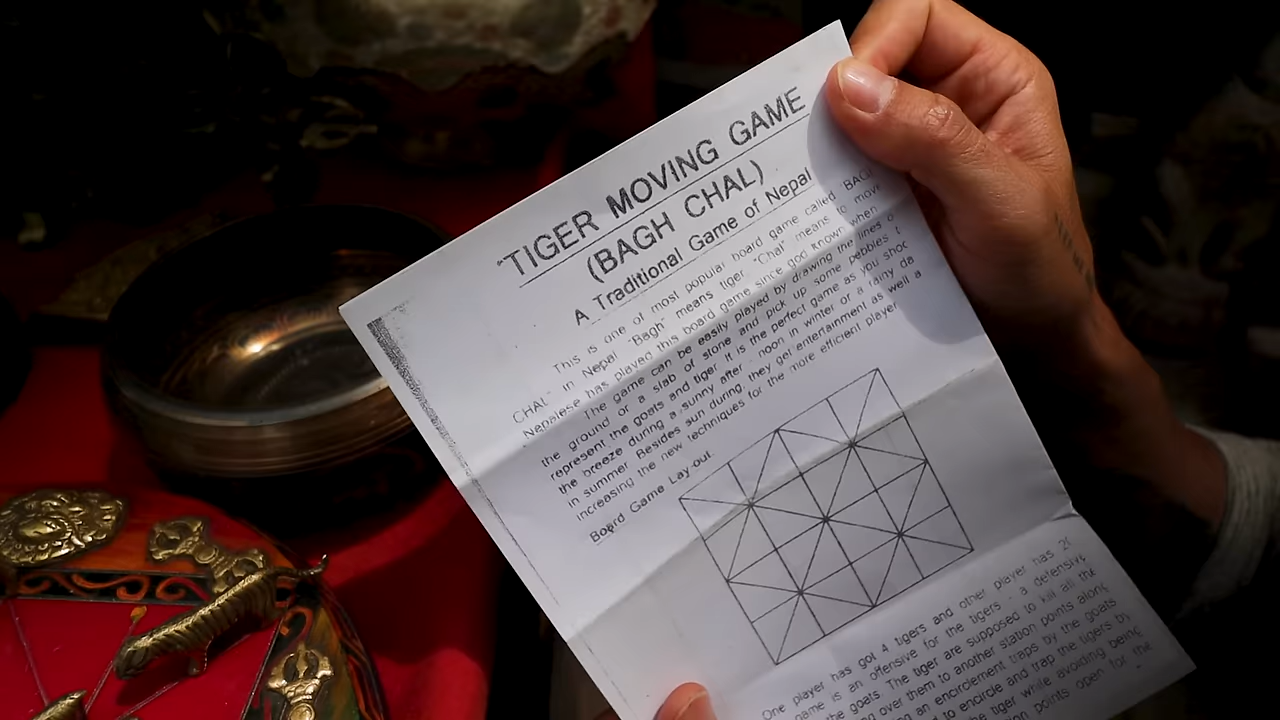 "TIGER MOVING GAME
(BAGH CHAL)
A Traditional Game of Nepal
This is one of most popular board game called BAGH
CHAL" in Nepal. "Bagh" means tiger, "Chal" means to move
Nepalese has played this board game since god known when
The game can be easily played by drawing the lines o
the ground or a slab of stone and pick up some pebbles t
represent the goats and tiger. It is the perfect game as you
the breeze during a sunny after - noon in winter or a rainy da
in summer. Besides sun during, they get entertainment as well a
increasing the new techniques for the more efficient player
Board Game Lay-out.
One player has got 4 tigers and other player has
game is an offensive for the tigers - a defensive
the goats. The tiger are supposed to kill all the
over them to another station points along
an encirclement traps by the goats
to encircle and trap the tigers by
the tiger while avoiding being
points open for the